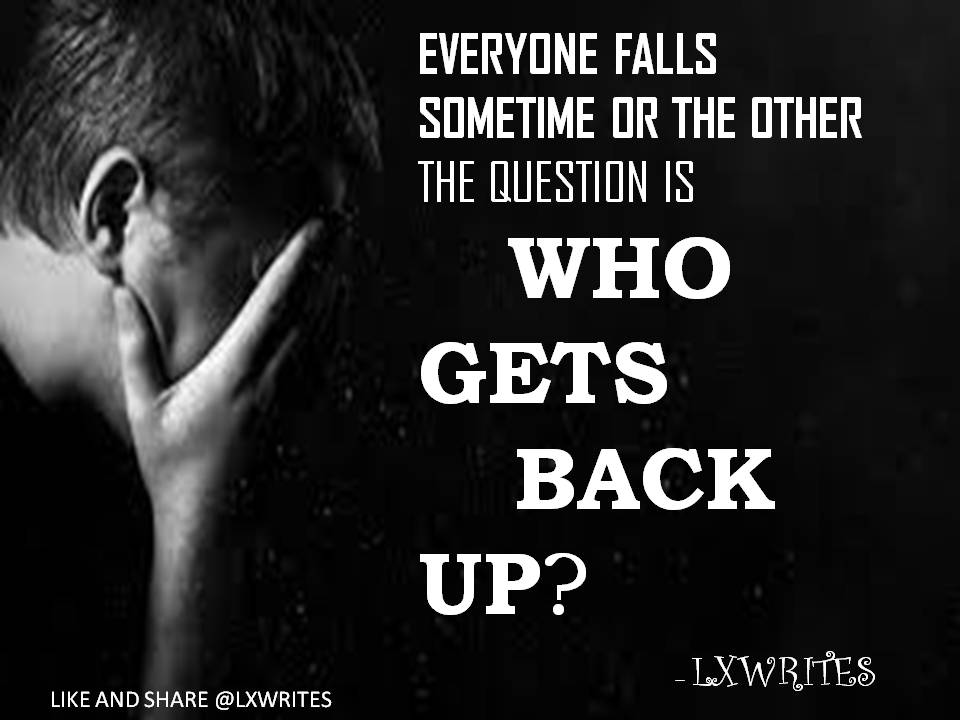 EVERYONE FALLS
SOMETIME OR THE OTHER
THE QUESTION IS
WHO
GETS
BACK
UP?
- LXWRITES
LIKE AND SHARE @LXWRITES